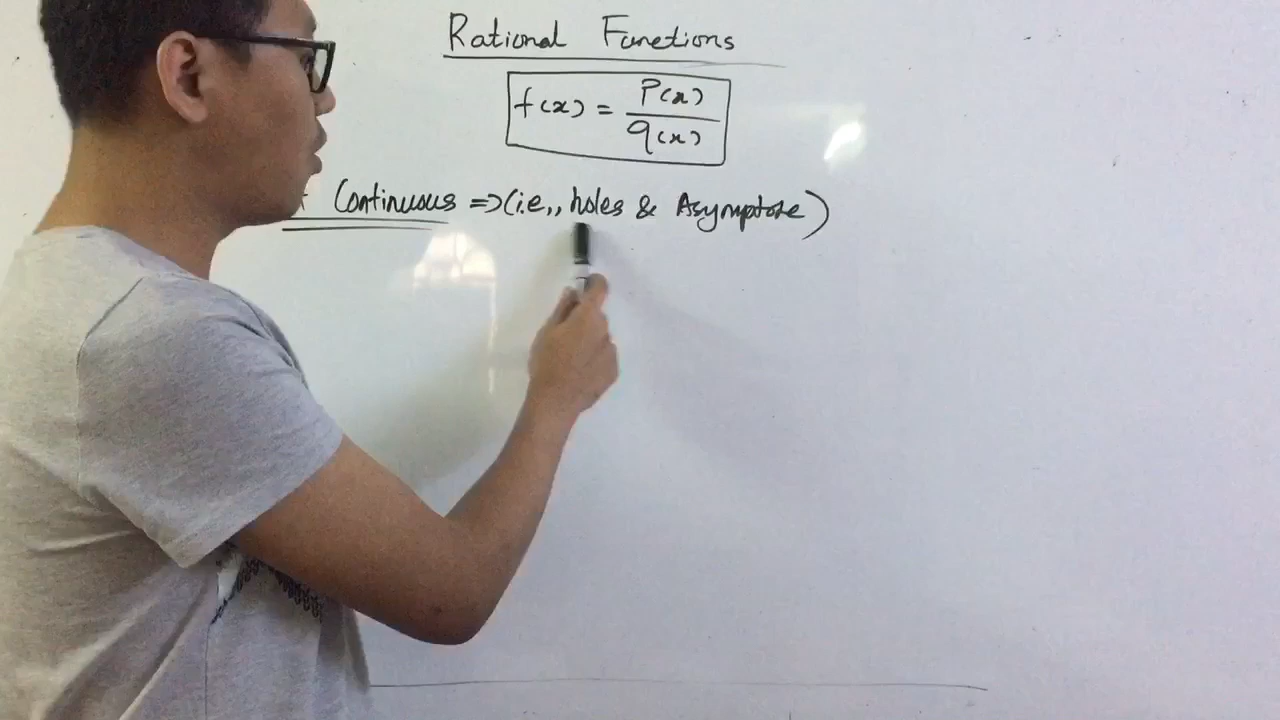 Rational Functions
f(x) = P(x)
q(x)
Continuous => (i.e., holes & Asymptote)